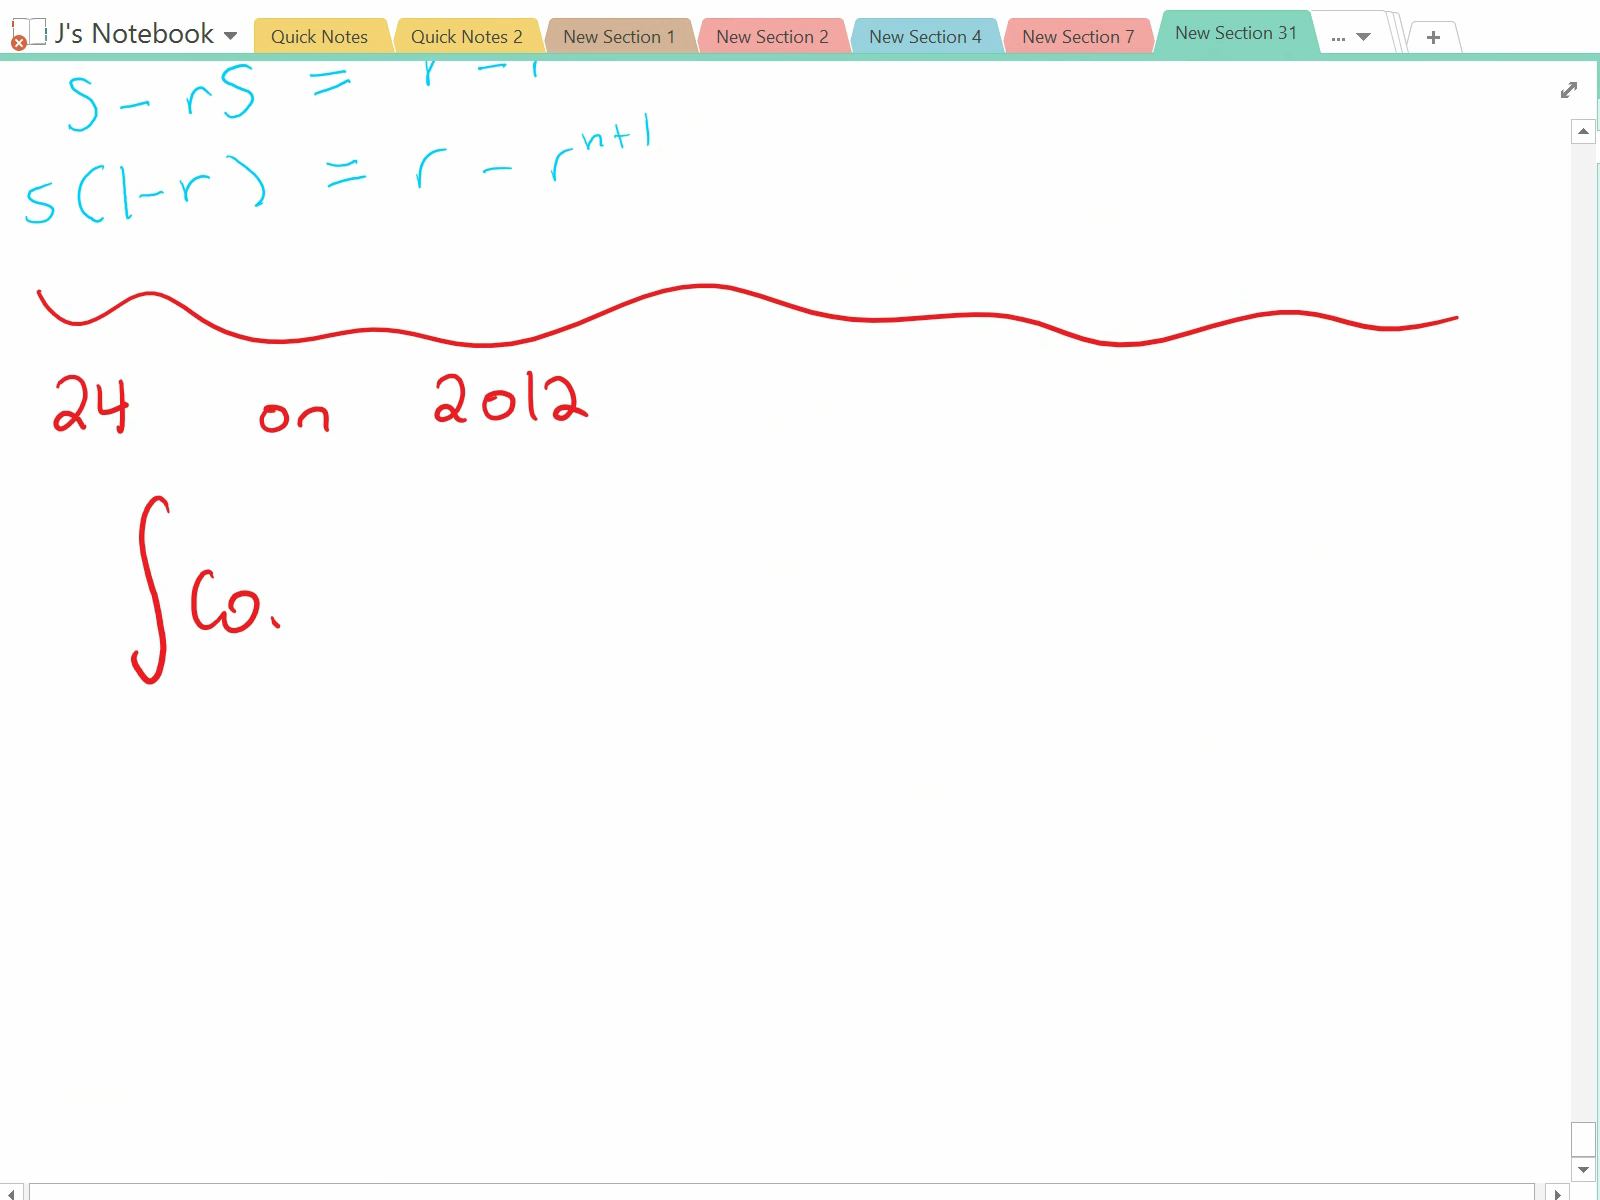 J's Notebook Quick Notes Quick Notes 2 New Section 1 New Section 2 New Section 4 New Section 7 New Section 31 ... +
S - rS = r - r
S(1-r) = r - r^{n+1}
24 on 2012
∫ Co